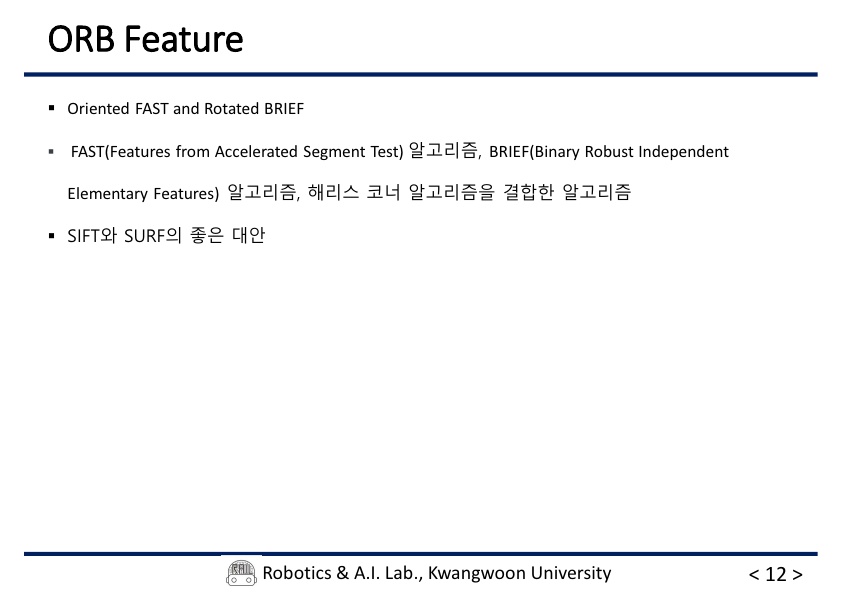 ORB Feature
▪ Oriented FAST and Rotated BRIEF
▪ FAST(Features from Accelerated Segment Test) 알고리즘, BRIEF(Binary Robust Independent
Elementary Features) 알고리즘, 해리스 코너 알고리즘을 결합한 알고리즘
▪ SIFT와 SURF의 좋은 대안
RAIL Robotics & A.I. Lab., Kwangwoon University
< 12 >